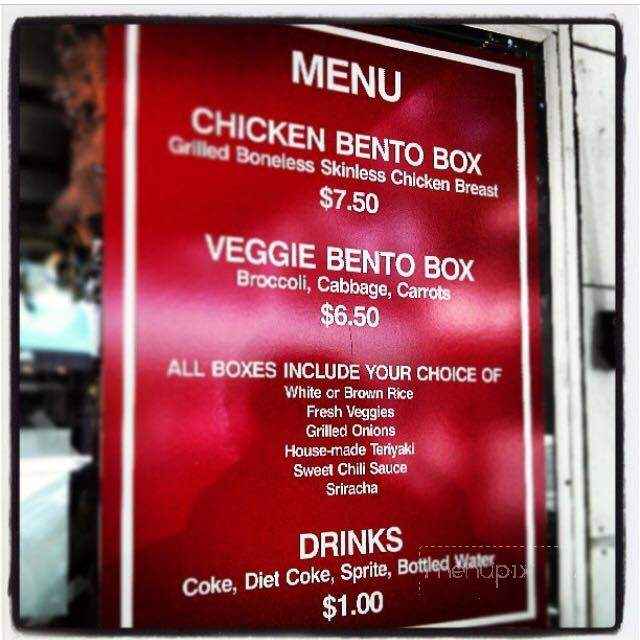 MENU
CHICKEN BENTO BOX
Grilled Boneless Skinless Chicken Breast
$7.50
VEGGIE BENTO BOX
Broccoli, Cabbage, Carrots
$6.50
ALL BOXES INCLUDE YOUR CHOICE OF
White or Brown Rice
Fresh Veggies
Grilled Onions
House-made Teriyaki
Sweet Chili Sauce
Sriracha
DRINKS
Coke, Diet Coke, Sprite, Bottled Water
menupix
$1.00